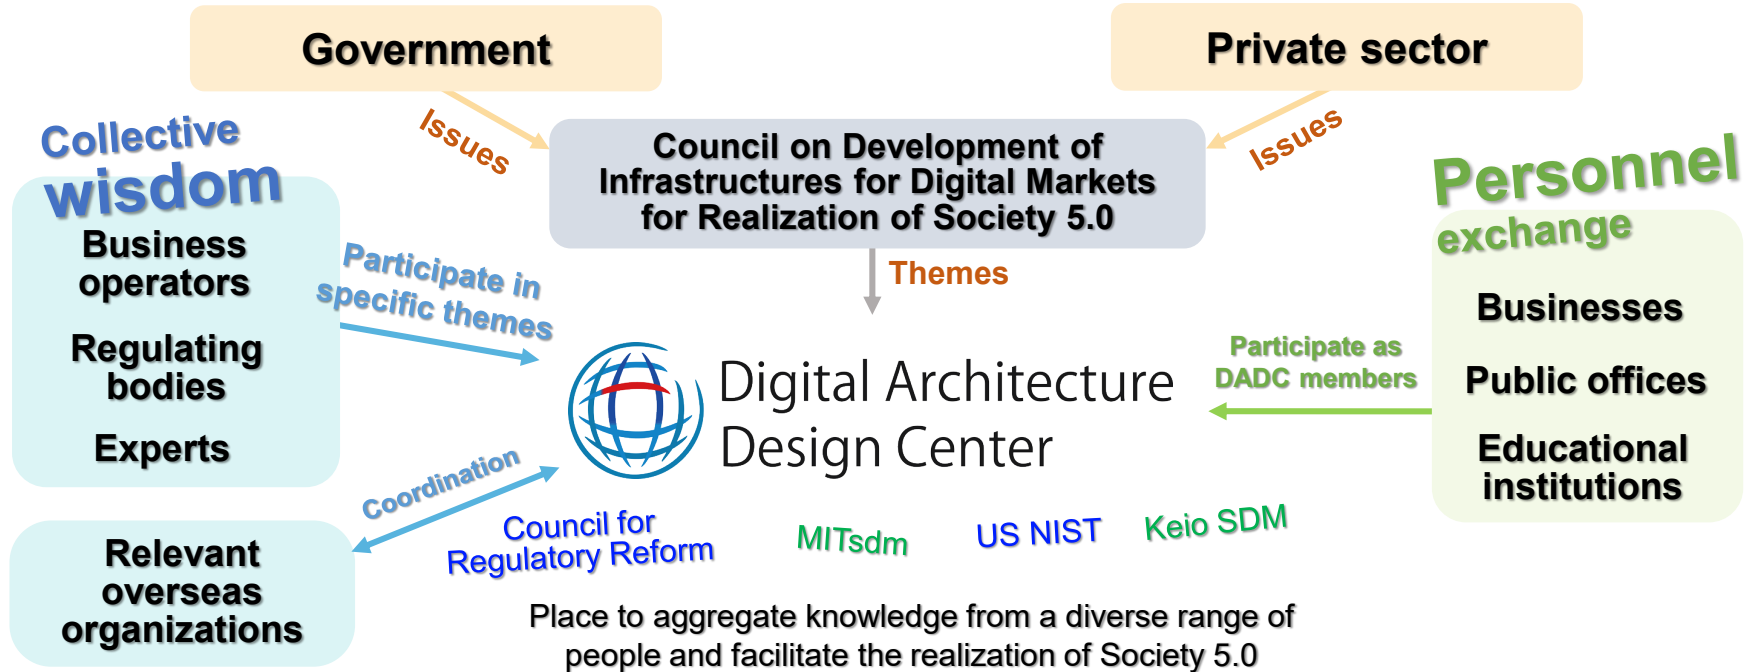 Government
Private sector
Issues
Issues
Council on Development of
Infrastructures for Digital Markets
for Realization of Society 5.0
Collective
wisdom
Business
operators
Regulating
bodies
Experts
Participate in
specific themes
Themes
Personnel
exchange
Businesses
Public offices
Educational
institutions
Participate as
DADC members
Digital Architecture
Design Center
Coordination
Relevant
overseas
organizations
Council for
Regulatory Reform
MITsdm
US NIST
Keio SDM
Place to aggregate knowledge from a diverse range of
people and facilitate the realization of Society 5.0